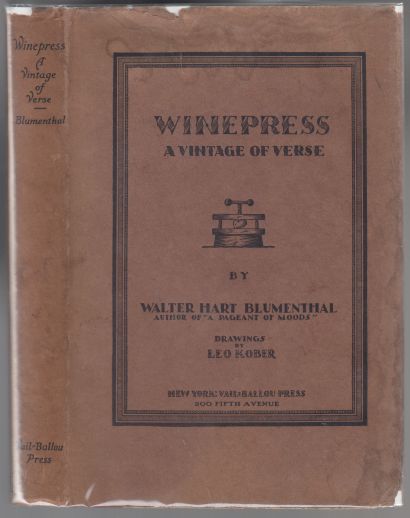 Winepress
A
Vintage
of
Verse
Blumenthal
Vail-Ballou
Press
WINEPRESS
A VINTAGE OF VERSE
BY
WALTER HART BLUMENTHAL
AUTHOR OF "A PAGEANT OF MOODS"
DRAWINGS
BY
LEO KOBER
NEW YORK: VAIL-BALLOU PRESS
200 FIFTH AVENUE